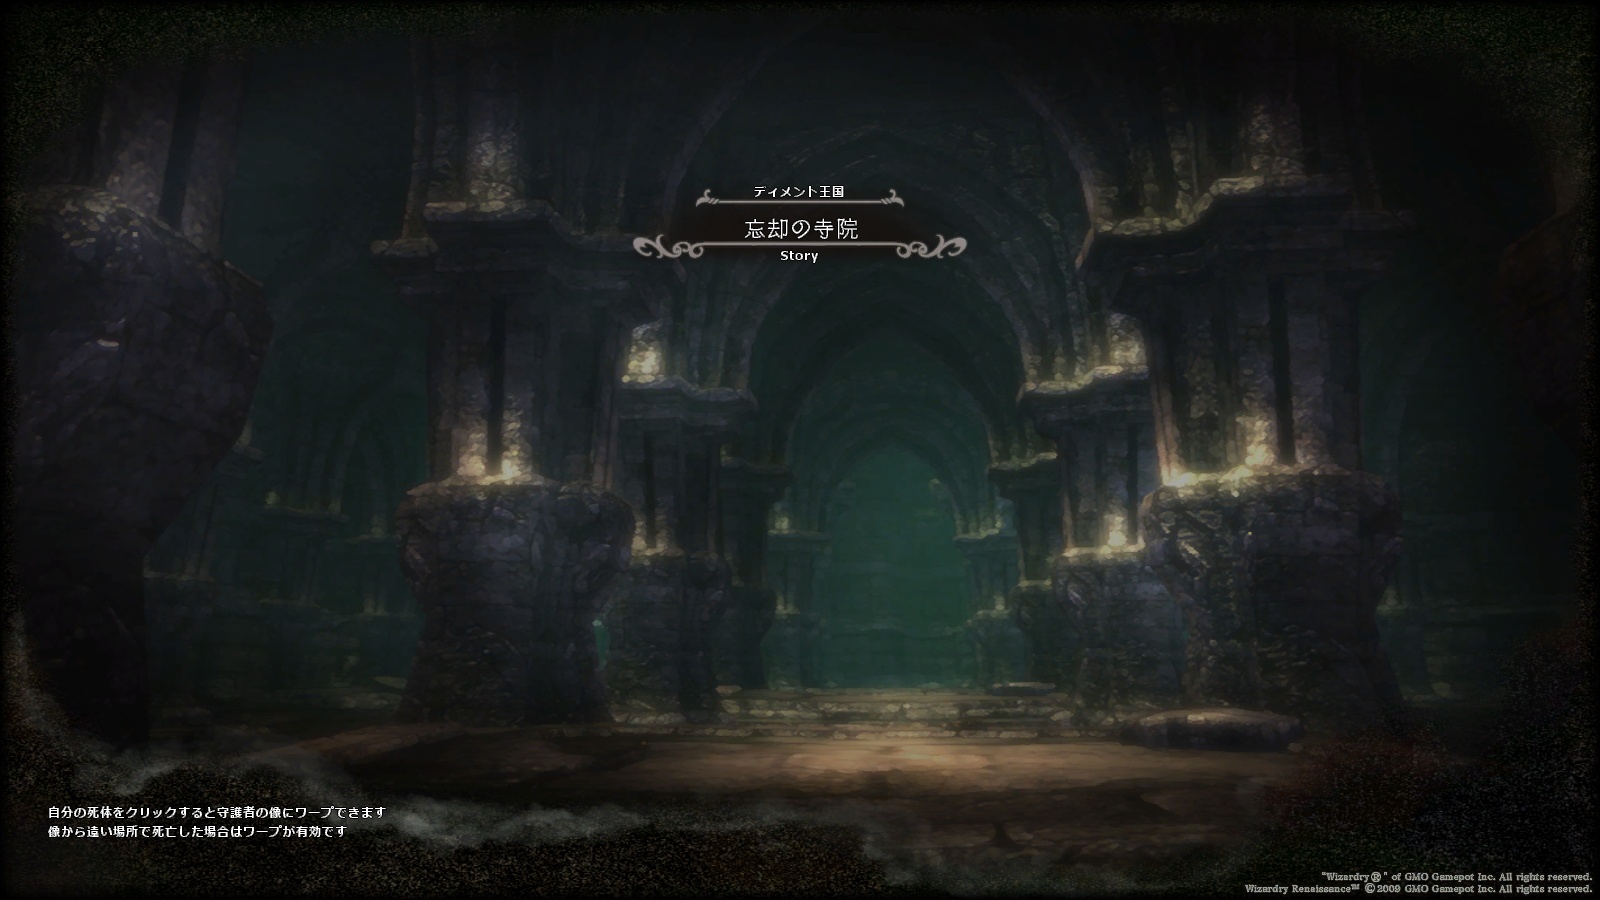 ディメント王国
忘却の寺院
Story
自分の死体をクリックすると守護者の像にワープできます
像から遠い場所で死亡した場合はワープが有効です
"Wizardry®" of GMO Gamepot Inc. All rights reserved.
Wizardry Renaissance™ ©2009 GMO Gamepot Inc. All rights reserved.